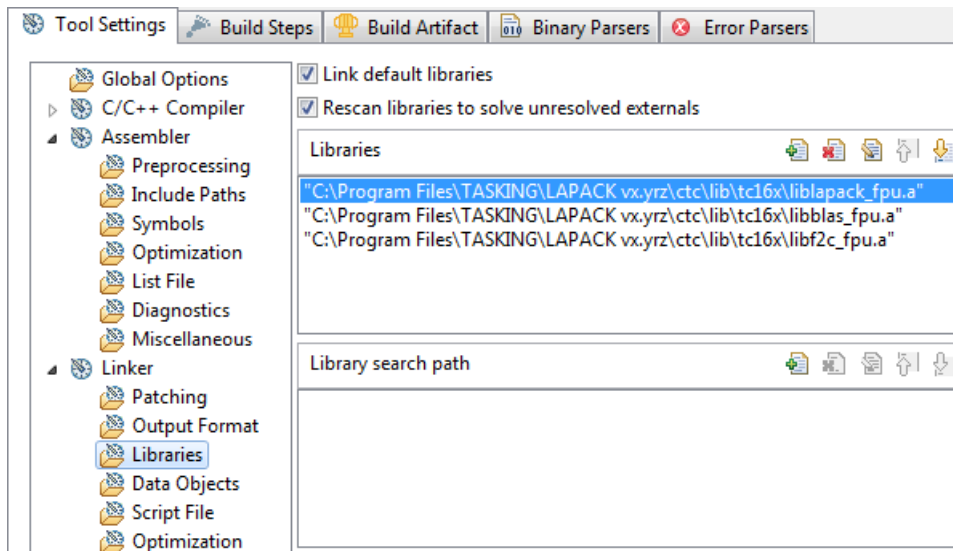 Tool Settings Build Steps Build Artifact Binary Parsers Error Parsers
Global Options
C/C++ Compiler
Assembler
Preprocessing
Include Paths
Symbols
Optimization
List File
Diagnostics
Miscellaneous
Linker
Patching
Output Format
Libraries
Data Objects
Script File
Optimization
Link default libraries
Rescan libraries to solve unresolved externals
Libraries
"C:\Program Files\TASKING\LAPACK vx.yrz\ctc\lib\tc16x\liblapack_fpu.a"
"C:\Program Files\TASKING\LAPACK vx.yrz\ctc\lib\tc16x\libblas_fpu.a"
"C:\Program Files\TASKING\LAPACK vx.yrz\ctc\lib\tc16x\libf2c_fpu.a"
Library search path